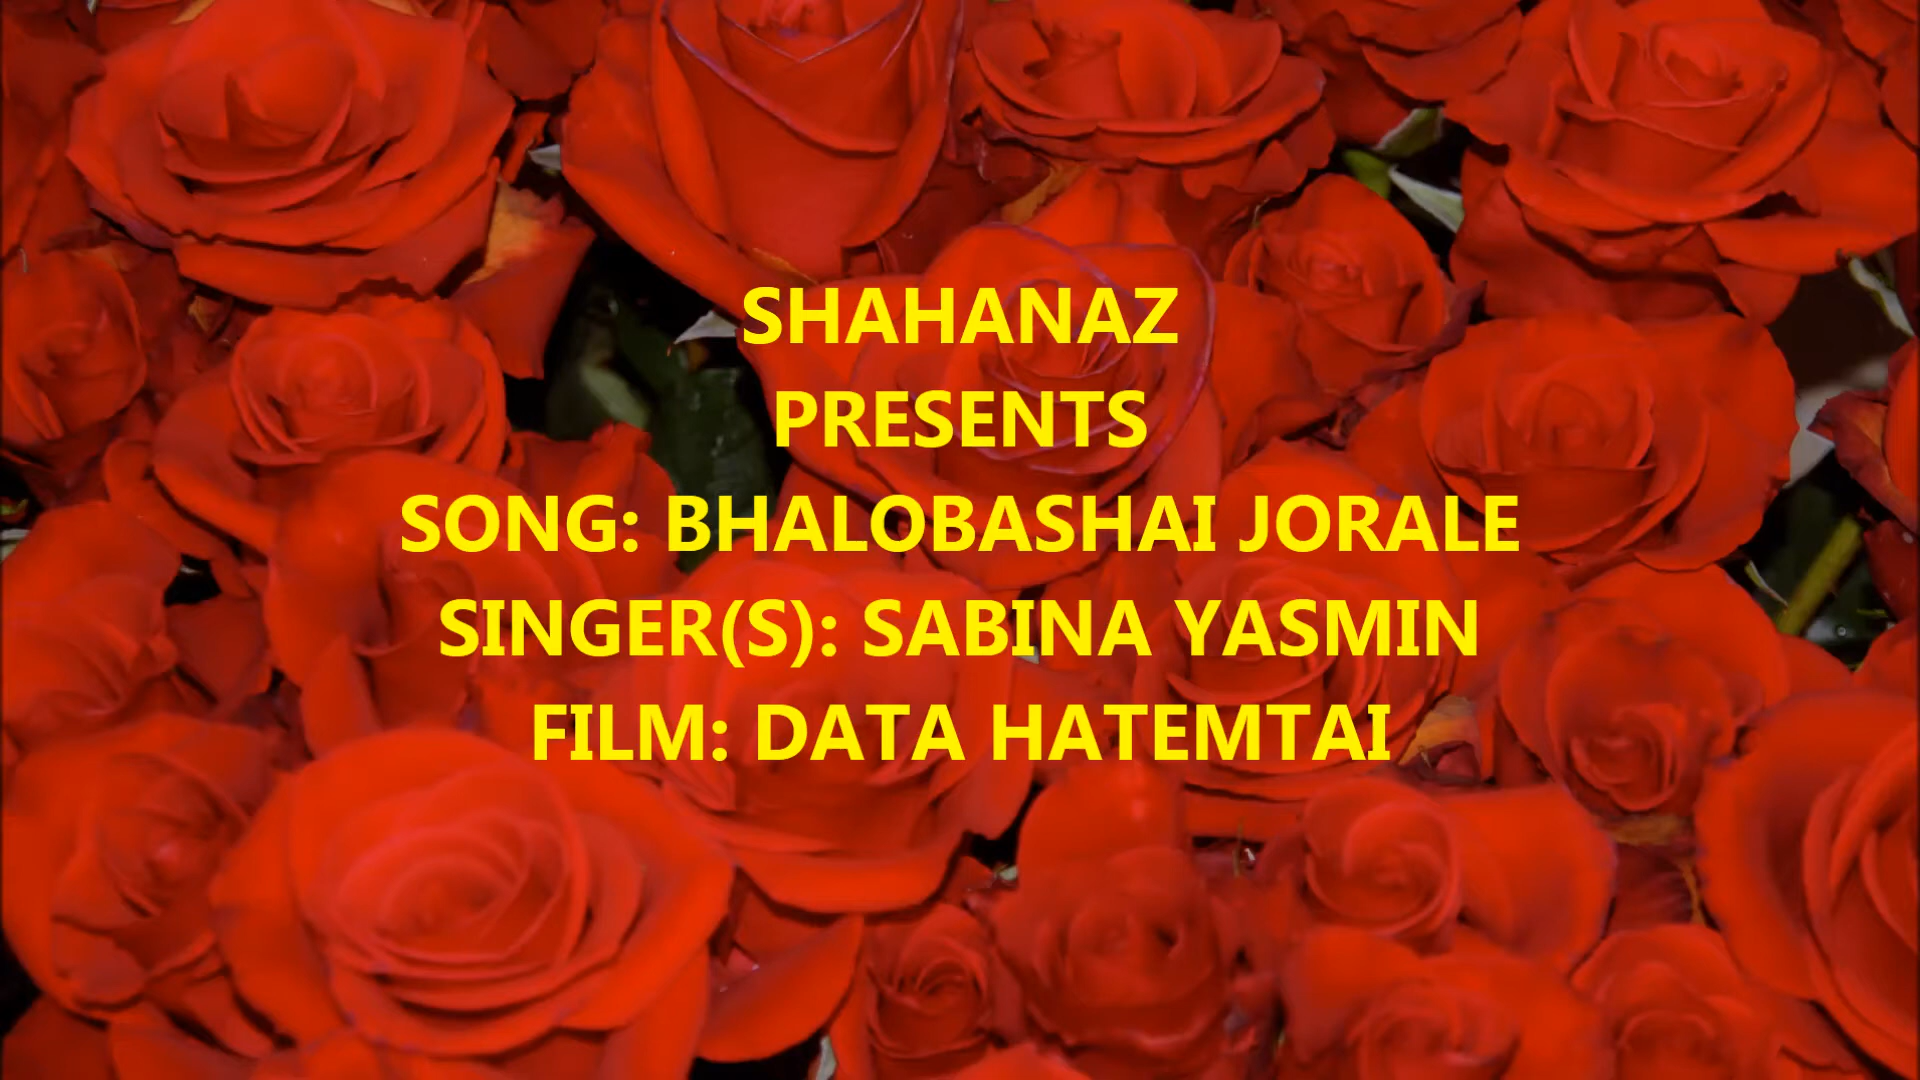 SHAHANAZ
PRESENTS
SONG: BHALOBASHAI JORALE
SINGER(S): SABINA YASMIN
FILM: DATA HATEMTAI